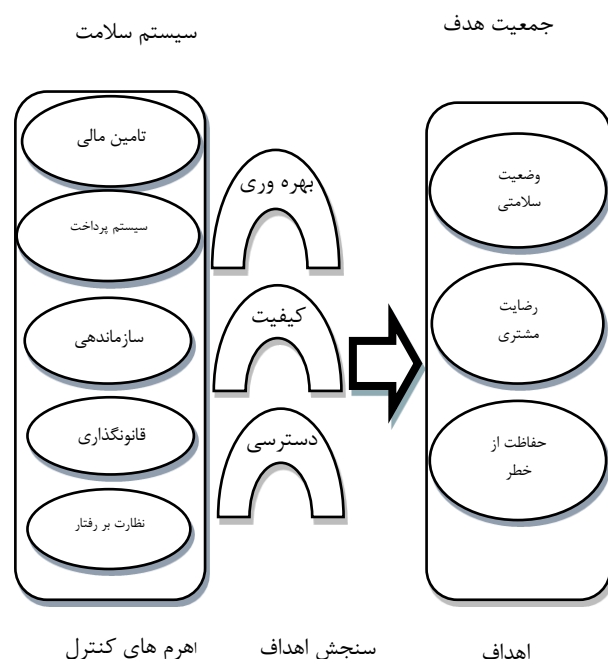 جمعیت هدف
سیستم سلامت
تامین مالی
سیستم پرداخت
سازماندهی
قانونگذاری
نظارت بر رفتار
بهره وری
کیفیت
دسترسی
وضعیت
سلامتی
رضایت
مشتری
حفاظت از
خطر
اهداف
سنجش اهداف
اهرم های کنترل